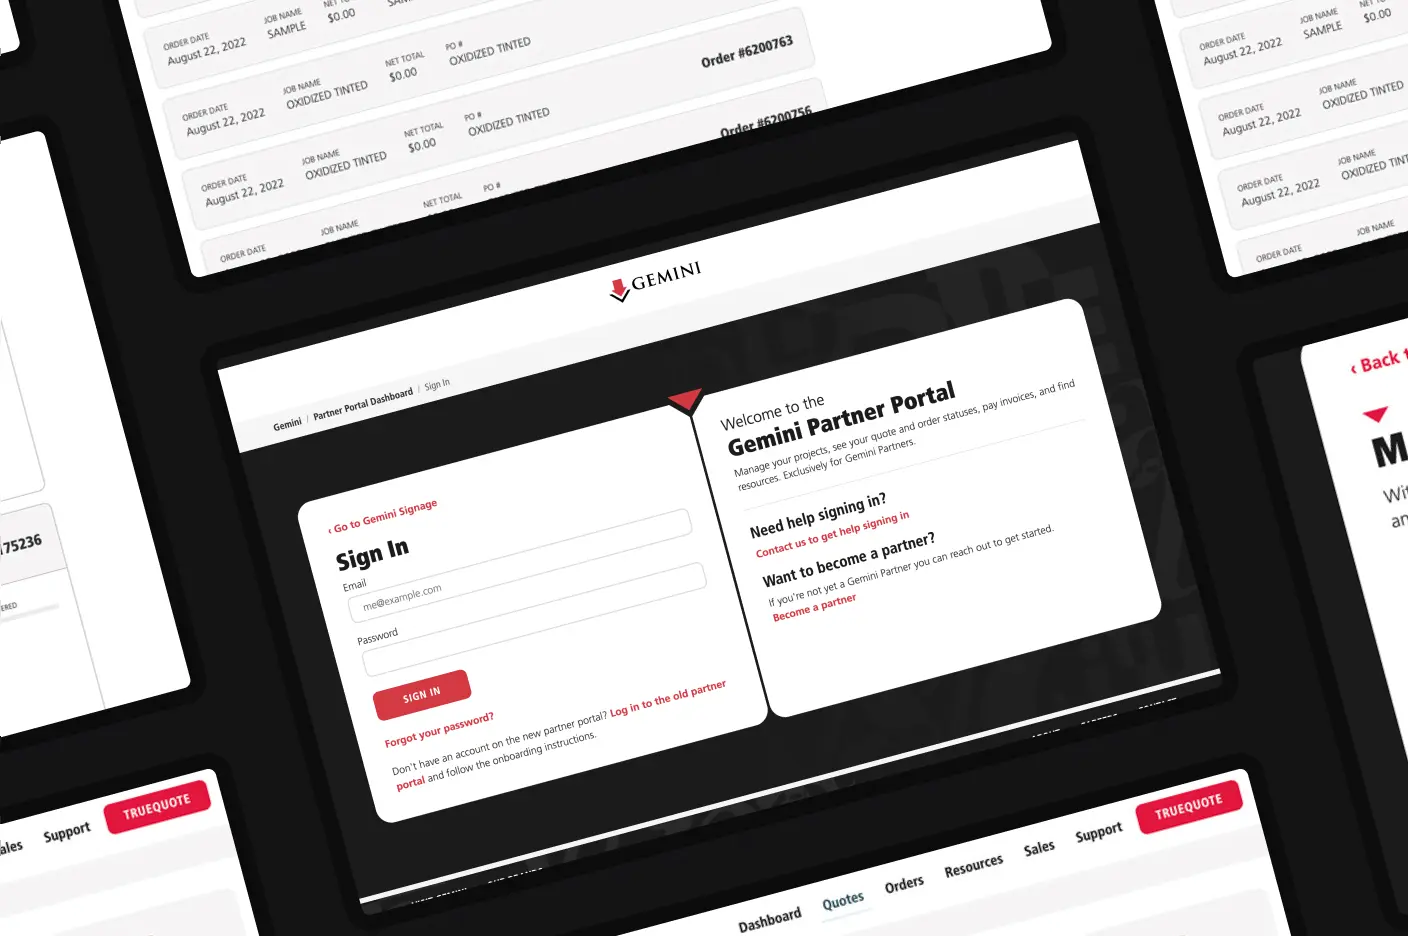 ORDER DATE
August 22, 2022
JOB NAME
SAMPLE
NET TOTAL
$0.00
ORDER DATE
August 22, 2022
JOB NAME
OXIDIZED TINTED
NET TOTAL
$0.00
PO #
OXIDIZED TINTED
Order #6200763
ORDER DATE
August 22, 2022
JOB NAME
OXIDIZED TINTED
NET TOTAL
$0.00
PO #
OXIDIZED TINTED
Order #6200756
ORDER DATE
JOB NAME
NET TOTAL
PO #
ORDER DATE
August 22, 2022
JOB NAME
SAMPLE
$0.00
ORDER DATE
August 22, 2022
JOB NAME
OXIDIZED TINTED
ORDER DATE
August 22, 2022
JOB NAME
ORDER DATE
JOB NAME
75236
GEMINI
Gemini / Partner Portal Dashboard / Sign In
‹ Go to Gemini Signage
Sign In
Email
me@example.com
Password
SIGN IN
Forgot your password?
Don't have an account on the new partner portal? Log in to the old partner
portal and follow the onboarding instructions.
Welcome to the
Gemini Partner Portal
Manage your projects, see your quote and order statuses, pay invoices, and find
resources. Exclusively for Gemini Partners.
Need help signing in?
Contact us to get help signing in
Want to become a partner?
If you're not yet a Gemini Partner you can reach out to get started.
Become a partner
‹ Back
Support
TRUEQUOTE
Dashboard
Quotes
Orders
Resources
Sales
Support
TRUEQUOTE